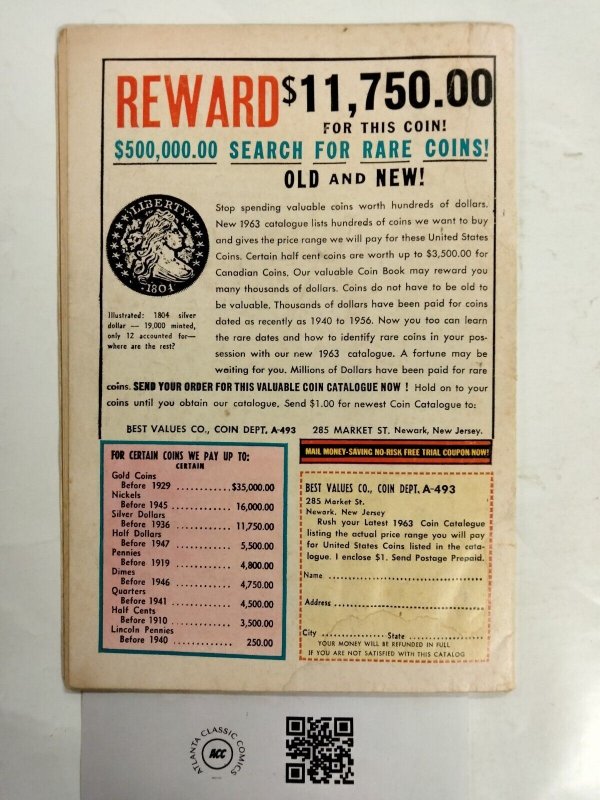 REWARD $11,750.00
FOR THIS COIN!
$500,000.00 SEARCH FOR RARE COINS!
OLD AND NEW!
LIBERTY
1804
Illustrated: 1804 silver
dollar — 19,000 minted,
only 12 accounted for—
where are the rest?
Stop spending valuable coins worth hundreds of dollars.
New 1963 catalogue lists hundreds of coins we want to buy
and gives the price range we will pay for these United States
Coins. Certain half cent coins are worth up to $3,500.00 for
Canadian Coins. Our valuable Coin Book may reward you
many thousands of dollars. Coins do not have to be old to
be valuable. Thousands of dollars have been paid for coins
dated as recently as 1940 to 1956. Now you too can learn
the rare dates and how to identify rare coins in your pos-
session with our new 1963 catalogue. A fortune may be
waiting for you. Millions of Dollars have been paid for rare
coins. SEND YOUR ORDER FOR THIS VALUABLE COIN CATALOGUE NOW ! Hold on to your
coins until you obtain our catalogue. Send $1.00 for newest Coin Catalogue to:
BEST VALUES CO., COIN DEPT. A-493 285 MARKET ST. Newark, New Jersey.
FOR CERTAIN COINS WE PAY UP TO:
CERTAIN
Gold Coins
Before 1929 ............$35,000.00
Nickels
Before 1945 ............ 16,000.00
Silver Dollars
Before 1936 ............ 11,750.00
Half Dollars
Before 1947 ............ 5,500.00
Pennies
Before 1919 ............ 4,800.00
Dimes
Before 1946 ............ 4,750.00
Quarters
Before 1941 ............ 4,500.00
Half Cents
Before 1910 ............ 3,500.00
Lincoln Pennies
Before 1940 ............ 250.00
MAIL MONEY-SAVING NO-RISK FREE TRIAL COUPON NOW!
BEST VALUES CO., COIN DEPT. A-493
285 Market St.
Newark, New Jersey
Rush your Latest 1963 Coin Catalogue
listing the actual price range you will pay
for United States Coins listed in the cata-
logue. I enclose $1. Send Postage Prepaid.
Name ........................................
Address ........................................
City ................ State ....................
YOUR MONEY WILL BE REFUNDED IN FULL
IF YOU ARE NOT SATISFIED WITH THIS CATALOG
ATLANTA CLASSIC COMICS
ACC